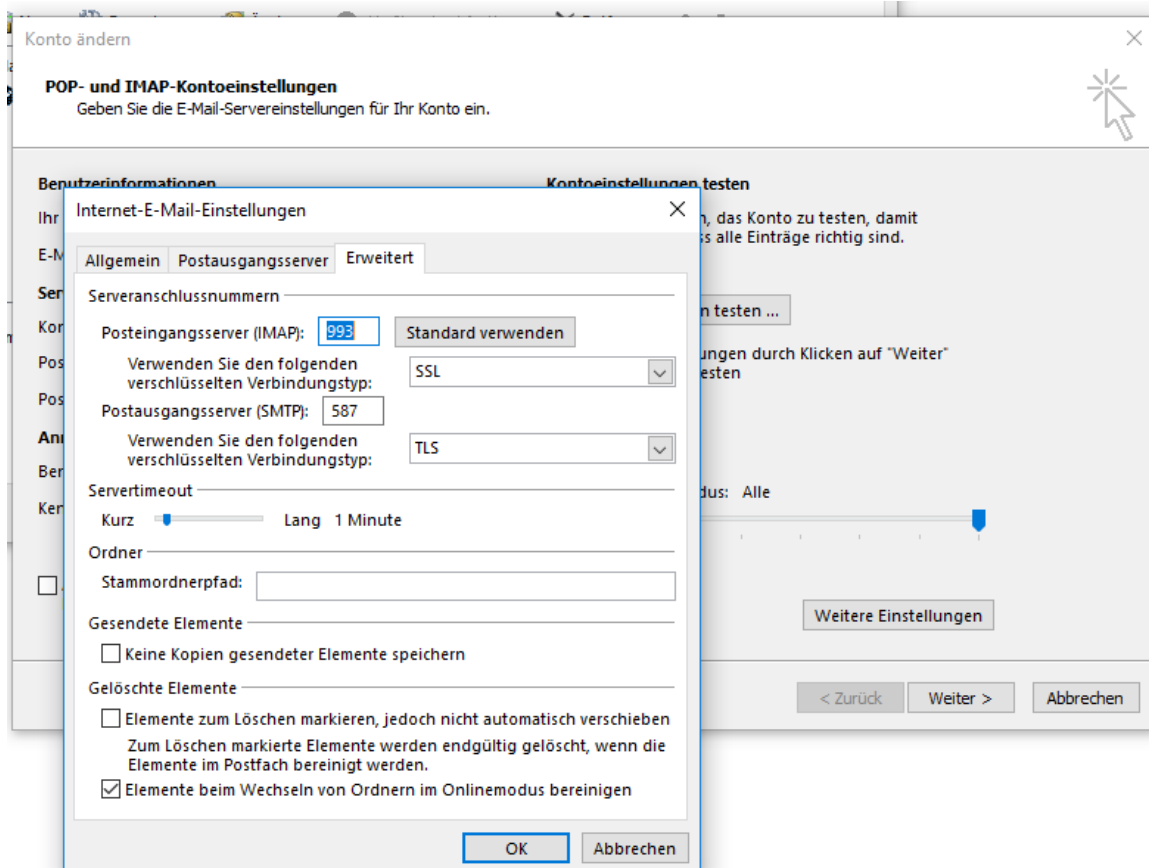 Konto ändern
POP- und IMAP-Kontoeinstellungen
Geben Sie die E-Mail-Servereinstellungen für Ihr Konto ein.
Benutzerinformationen
Kontoeinstellungen testen
Ihr
das Konto zu testen, damit
alle Einträge richtig sind.
Internet-E-Mail-Einstellungen
Allgemein
Postausgangsserver
Erweitert
Serveranschlussnummern
Posteingangsserver (IMAP):
993
Standard verwenden
Verwenden Sie den folgenden
verschlüsselten Verbindungstyp:
SSL
Postausgangsserver (SMTP):
587
Verwenden Sie den folgenden
verschlüsselten Verbindungstyp:
TLS
Servertimeout
Kurz
Lang 1 Minute
Ordner
Stammordnerpfad:
Gesendete Elemente
Keine Kopien gesendeter Elemente speichern
Gelöschte Elemente
Elemente zum Löschen markieren, jedoch nicht automatisch verschieben
Zum Löschen markierte Elemente werden endgültig gelöscht, wenn die
Elemente im Postfach bereinigt werden.
Elemente beim Wechseln von Ordnern im Onlinemodus bereinigen
OK
Abbrechen
testen ...
durch Klicken auf "Weiter"
Alle
Weitere Einstellungen
< Zurück
Weiter >
Abbrechen